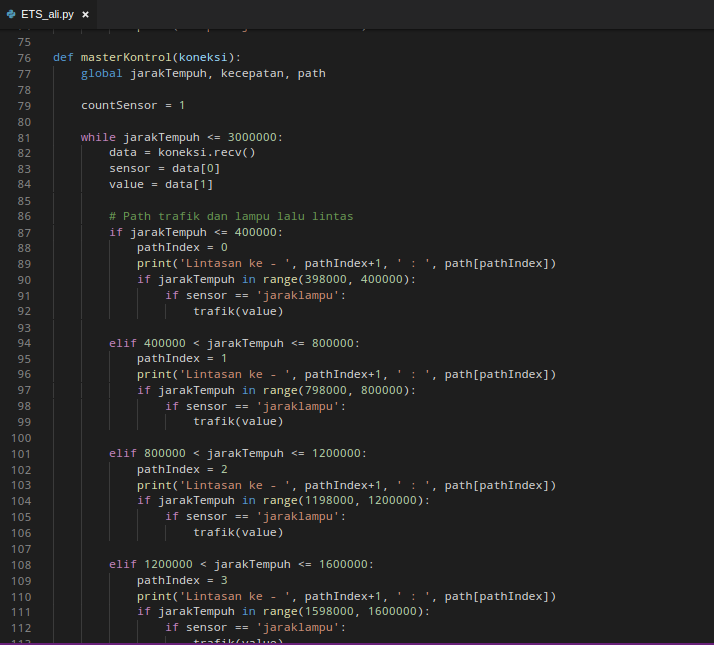 ETS_ali.py ×
75
76 def masterKontrol(koneksi):
77 global jarakTempuh, kecepatan, path
78
79 countSensor = 1
80
81 while jarakTempuh <= 3000000:
82 data = koneksi.recv()
83 sensor = data[0]
84 value = data[1]
85
86 # Path trafik dan lampu lalu lintas
87 if jarakTempuh <= 400000:
88 pathIndex = 0
89 print('Lintasan ke - ', pathIndex+1, ' : ', path[pathIndex])
90 if jarakTempuh in range(398000, 400000):
91 if sensor == 'jaraklampu':
92 trafik(value)
93
94 elif 400000 < jarakTempuh <= 800000:
95 pathIndex = 1
96 print('Lintasan ke - ', pathIndex+1, ' : ', path[pathIndex])
97 if jarakTempuh in range(798000, 800000):
98 if sensor == 'jaraklampu':
99 trafik(value)
100
101 elif 800000 < jarakTempuh <= 1200000:
102 pathIndex = 2
103 print('Lintasan ke - ', pathIndex+1, ' : ', path[pathIndex])
104 if jarakTempuh in range(1198000, 1200000):
105 if sensor == 'jaraklampu':
106 trafik(value)
107
108 elif 1200000 < jarakTempuh <= 1600000:
109 pathIndex = 3
110 print('Lintasan ke - ', pathIndex+1, ' : ', path[pathIndex])
111 if jarakTempuh in range(1598000, 1600000):
112 if sensor == 'jaraklampu':
113 trafik(value)